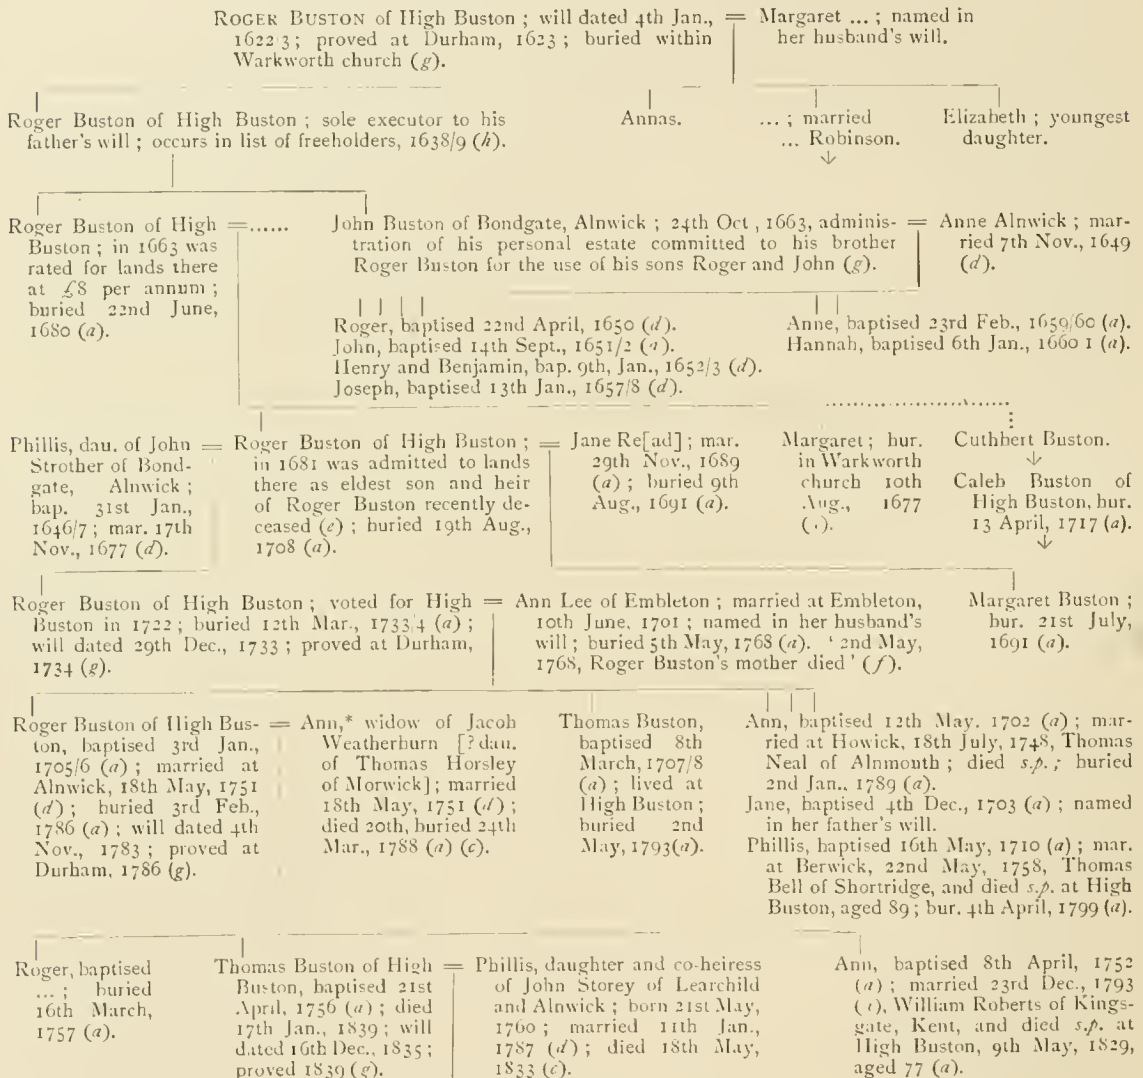 ROGER BUSTON of High Buston ; will dated 4th Jan.,
1622/3 ; proved at Durham, 1623 ; buried within
Warkworth church (g).
= Margaret ... ; named in
her husband's will.
Roger Buston of High Buston ; sole executor to his
father's will ; occurs in list of freeholders, 1638/9 (h).
Annas.
... ; married
... Robinson.
Elizabeth ; youngest
daughter.
Roger Buston of High
Buston ; in 1663 was
rated for lands there
at £8 per annum ;
buried 22nd June,
1680 (a).
=......
John Buston of Bondgate, Alnwick ; 24th Oct , 1663, adminis-
tration of his personal estate committed to his brother
Roger Buston for the use of his sons Roger and John (g).
= Anne Alnwick ; mar-
ried 7th Nov., 1649
(d).
Roger, baptised 22nd April, 1650 (d).
John, baptised 14th Sept., 1651/2 (a).
Henry and Benjamin, bap. 9th, Jan., 1652/3 (d).
Joseph, baptised 13th Jan., 1657/8 (d).
Anne, baptised 23rd Feb., 1659/60 (a).
Hannah, baptised 6th Jan., 1660 1 (a).
Phillis, dau. of John
Strother of Bond-
gate, Alnwick ;
bap. 31st Jan.,
1646/7 ; mar. 17th
Nov., 1677 (d).
= Roger Buston of High Buston ;
in 1681 was admitted to lands
there as eldest son and heir
of Roger Buston recently de-
ceased (e) ; buried 19th Aug.,
1708 (a).
= Jane Re[ad] ; mar.
29th Nov., 1689
(a) ; buried 9th
Aug., 1691 (a).
Margaret ; bur.
in Warkworth
church 10th
Aug., 1677
Cuthbert Buston.
Caleb Buston of
High Buston, bur.
13 April, 1717 (a).
Roger Buston of High Buston ; voted for High
Buston in 1722 ; buried 12th Mar., 1733/4 (a) ;
will dated 29th Dec., 1733 ; proved at Durham,
1734 (g).
= Ann Lee of Embleton ; married at Embleton,
10th June, 1701 ; named in her husband's
will ; buried 5th May, 1768 (a). ' 2nd May,
1768, Roger Buston's mother died ' (f).
Margaret Buston ;
bur. 21st July,
1691 (a).
Roger Buston of High Bus-
ton, baptised 3rd Jan.,
1705/6 (a) ; married at
Alnwick, 18th May, 1751
(d) ; buried 3rd Feb.,
1786 (a) ; will dated 4th
Nov., 1783 ; proved at
Durham, 1786 (g).
= Ann,* widow of Jacob
Weatherburn [? dau.
of Thomas Horsley
of Morwick] ; married
18th May, 1751 (d) ;
died 20th, buried 24th
Mar., 1788 (a) (c).
Thomas Buston,
baptised 8th
March, 1707/8
(a) ; lived at
High Buston ;
buried 2nd
May, 1793(a).
Ann, baptised 12th May. 1702 (a) ; mar-
ried at Howick, 18th July, 1748, Thomas
Neal of Alnmouth ; died s.p. ; buried
2nd Jan., 1789 (a).
Jane, baptised 4th Dec., 1703 (a) ; named
in her father's will.
Phillis, baptised 16th May, 1710 (a) ; mar.
at Berwick, 22nd May, 1758, Thomas
Bell of Shortridge, and died s.p. at High
Buston, aged 89 ; bur. 4th April, 1799 (a).
Roger, baptised
... ; buried
16th March,
1757 (a).
Thomas Buston of High
Buston, baptised 21st
April, 1756 (a) ; died
17th Jan., 1839 ; will
dated 16th Dec., 1835 ;
proved 1839 (g).
= Phillis, daughter and co-heiress
of John Storey of Learchild
and Alnwick ; born 21st May,
1760 ; married 11th Jan.,
1787 (d) ; died 18th May,
1833 (c).
Ann, baptised 8th April, 1752
(a) ; married 23rd Dec., 1793
William Roberts of Kings-
gate, Kent, and died s.p. at
High Buston, 9th May, 1829,
aged 77 (a).